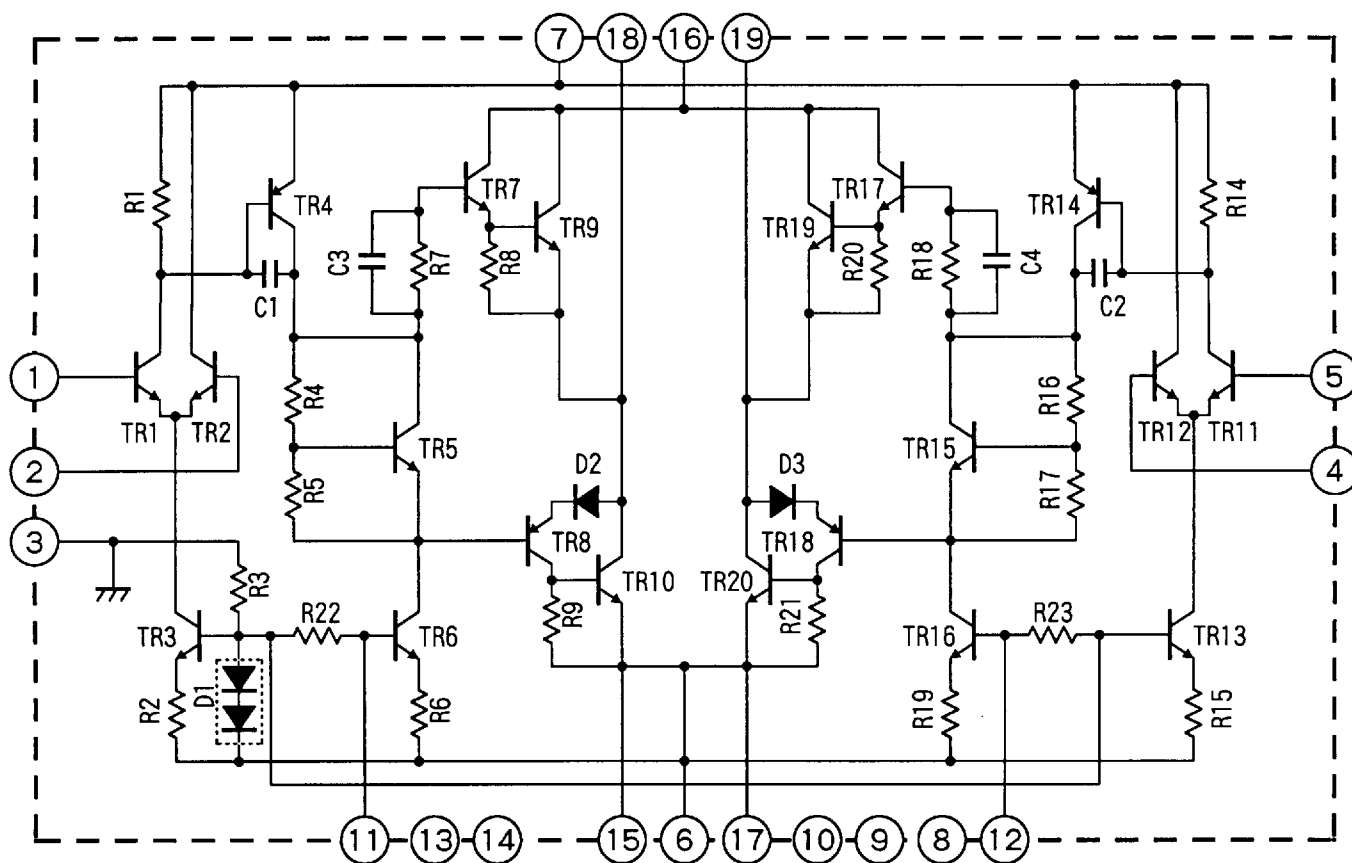 7 18 16 19
R1 TR4 TR7 TR9 TR17 TR19 TR14 R14
C3 R7 R8 R20 R18 C4
C1 C2
1 5
R4 R16
TR1 TR2 TR5 TR15 TR12 TR11
2 R5 D2 D3 R17 4
3 TR8 TR18
R3 TR10 TR20
R22 R9 R21 R23
TR3 TR6 TR16 TR13
R2 D1 R6 R19 R15
11 13 14 15 6 17 10 9 8 12